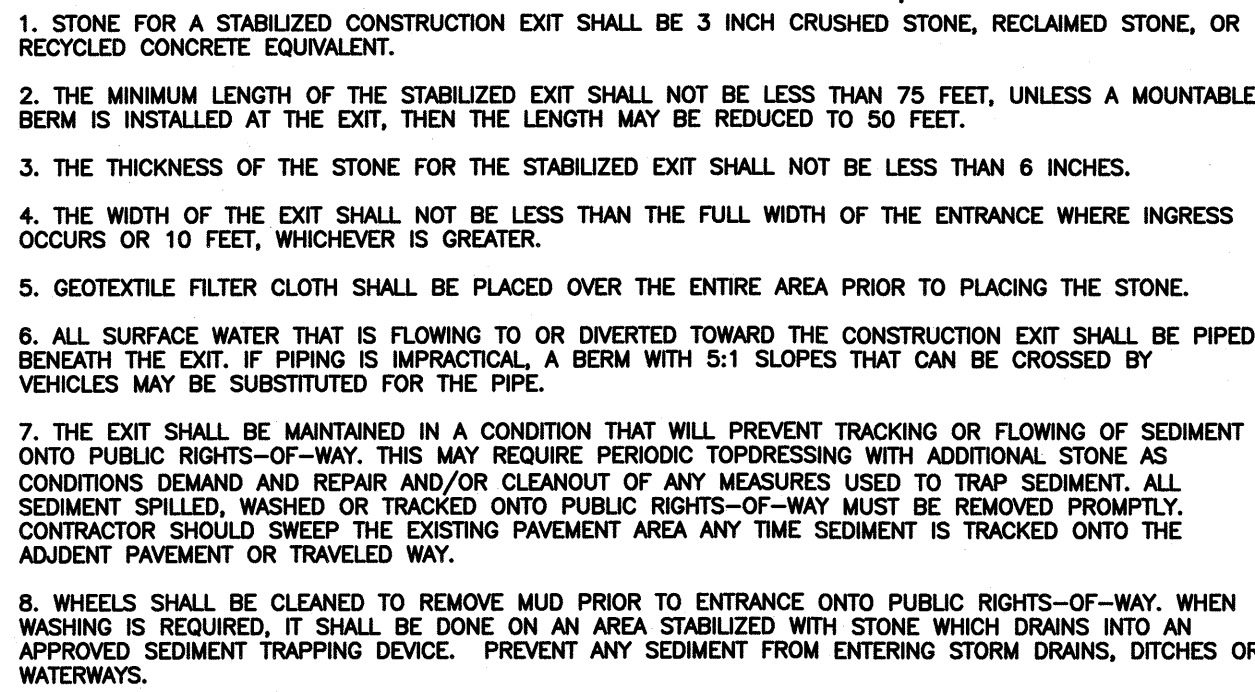 1. STONE FOR A STABILIZED CONSTRUCTION EXIT SHALL BE 3 INCH CRUSHED STONE, RECLAIMED STONE, OR
RECYCLED CONCRETE EQUIVALENT.
2. THE MINIMUM LENGTH OF THE STABILIZED EXIT SHALL NOT BE LESS THAN 75 FEET, UNLESS A MOUNTABLE
BERM IS INSTALLED AT THE EXIT, THEN THE LENGTH MAY BE REDUCED TO 50 FEET.
3. THE THICKNESS OF THE STONE FOR THE STABILIZED EXIT SHALL NOT BE LESS THAN 6 INCHES.
4. THE WIDTH OF THE EXIT SHALL NOT BE LESS THAN THE FULL WIDTH OF THE ENTRANCE WHERE INGRESS
OCCURS OR 10 FEET, WHICHEVER IS GREATER.
5. GEOTEXTILE FILTER CLOTH SHALL BE PLACED OVER THE ENTIRE AREA PRIOR TO PLACING THE STONE.
6. ALL SURFACE WATER THAT IS FLOWING TO OR DIVERTED TOWARD THE CONSTRUCTION EXIT SHALL BE PIPED
BENEATH THE EXIT. IF PIPING IS IMPRACTICAL, A BERM WITH 5:1 SLOPES THAT CAN BE CROSSED BY
VEHICLES MAY BE SUBSTITUTED FOR THE PIPE.
7. THE EXIT SHALL BE MAINTAINED IN A CONDITION THAT WILL PREVENT TRACKING OR FLOWING OF SEDIMENT
ONTO PUBLIC RIGHTS-OF-WAY. THIS MAY REQUIRE PERIODIC TOPDRESSING WITH ADDITIONAL STONE AS
CONDITIONS DEMAND AND REPAIR AND/OR CLEANOUT OF ANY MEASURES USED TO TRAP SEDIMENT. ALL
SEDIMENT SPILLED, WASHED OR TRACKED ONTO PUBLIC RIGHTS-OF-WAY MUST BE REMOVED PROMPTLY.
CONTRACTOR SHOULD SWEEP THE EXISTING PAVEMENT AREA ANY TIME SEDIMENT IS TRACKED ONTO THE
ADJDENT PAVEMENT OR TRAVELED WAY.
8. WHEELS SHALL BE CLEANED TO REMOVE MUD PRIOR TO ENTRANCE ONTO PUBLIC RIGHTS-OF-WAY. WHEN
WASHING IS REQUIRED, IT SHALL BE DONE ON AN AREA STABILIZED WITH STONE WHICH DRAINS INTO AN
APPROVED SEDIMENT TRAPPING DEVICE. PREVENT ANY SEDIMENT FROM ENTERING STORM DRAINS, DITCHES OR
WATERWAYS.